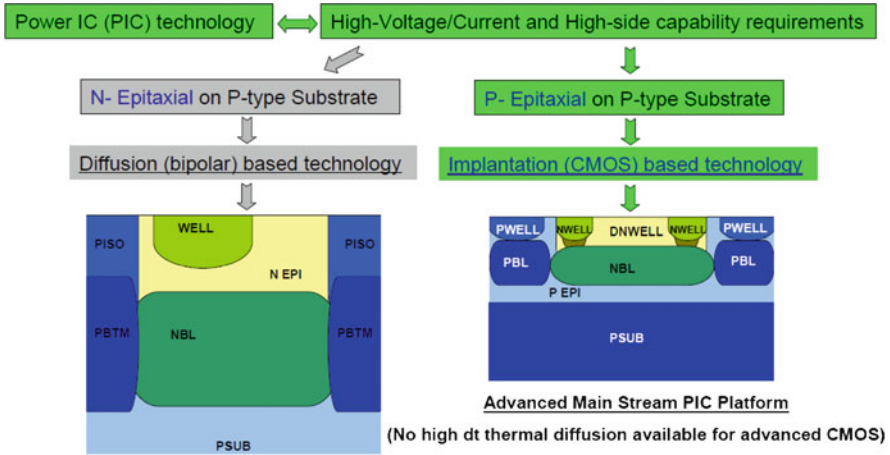 Power IC (PIC) technology
High-Voltage/Current and High-side capability requirements
N- Epitaxial on P-type Substrate
P- Epitaxial on P-type Substrate
Diffusion (bipolar) based technology
Implantation (CMOS) based technology
PISO
WELL
PISO
N EPI
PBTM
NBL
PBTM
PSUB
PWELL
NWELL
DNWELL
NWELL
PWELL
PBL
NBL
PBL
P EPI
PSUB
Advanced Main Stream PIC Platform
(No high dt thermal diffusion available for advanced CMOS)